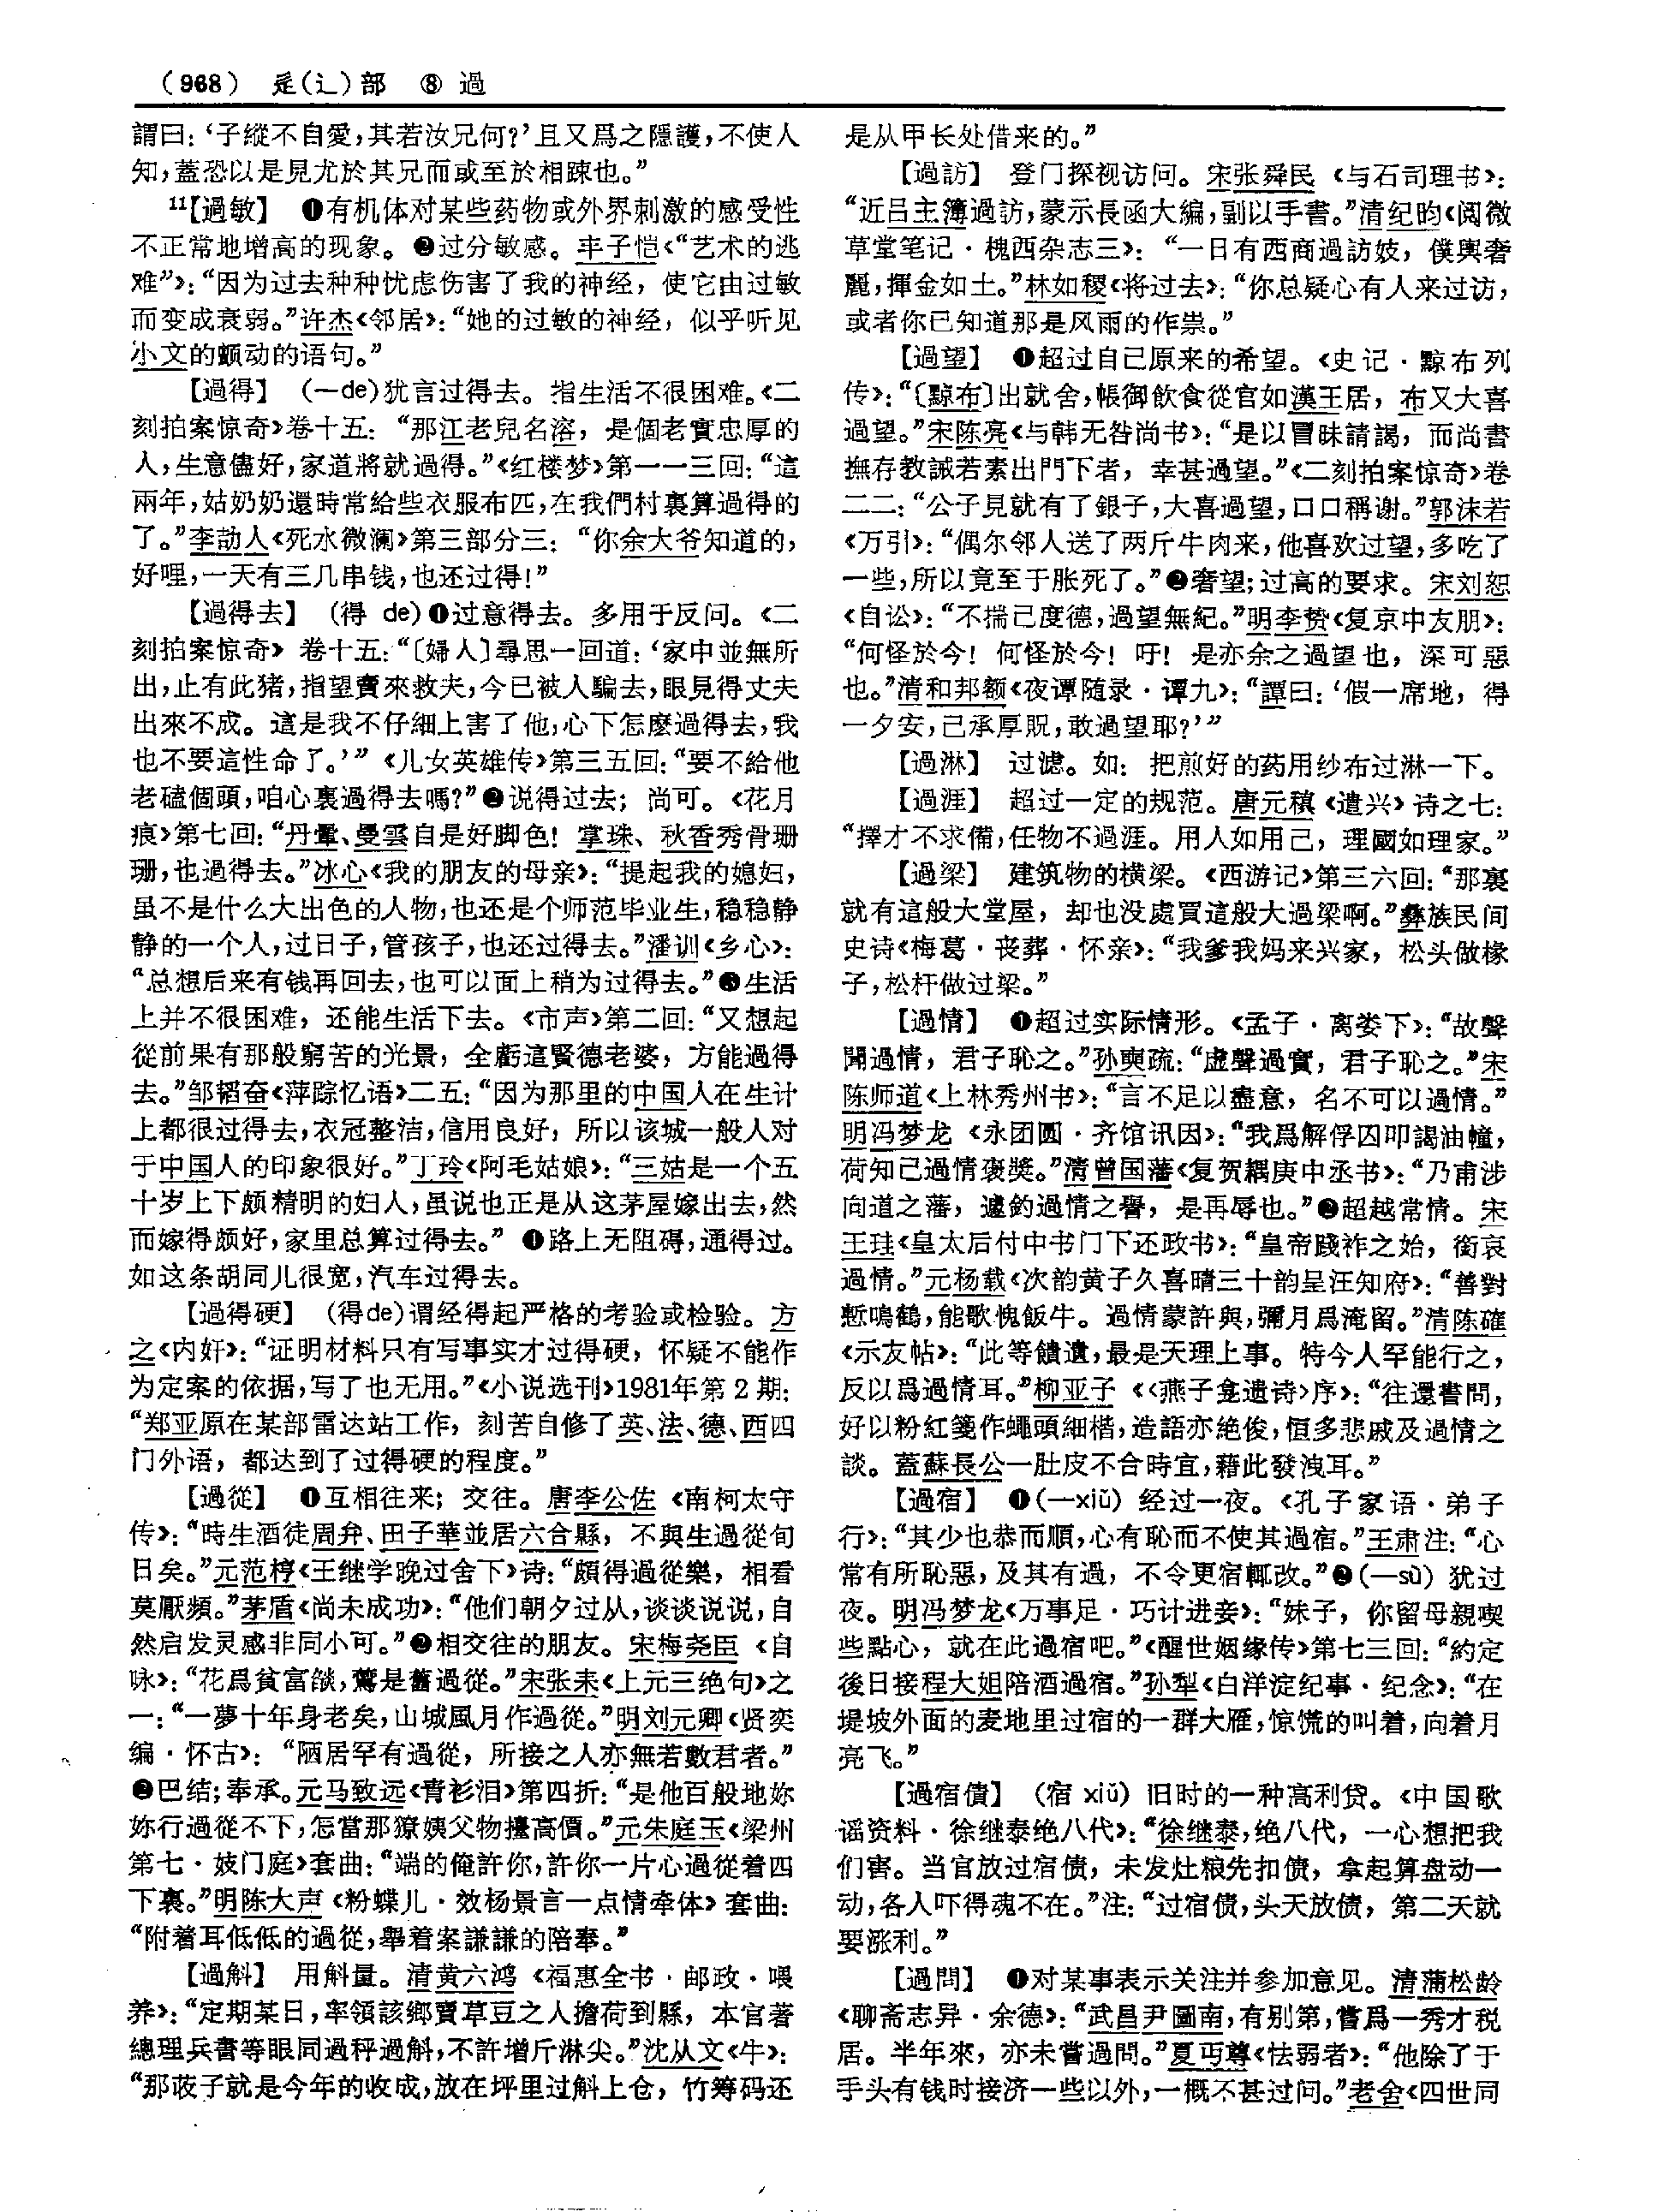 （968） 辵(辶)部 ⑧ 過
謂曰：‘子縱不自愛，其若汝兄何？’且又爲之隱護，不使人
知，蓋恐以是見尤於其兄而或至於相踈也。”
11【過敏】 ❶有机体对某些药物或外界刺激的感受性
不正常地增高的现象。❷过分敏感。丰子恺《“艺术的逃
难”》：“因为过去种种忧虑伤害了我的神经，使它由过敏
而变成衰弱。”许杰《邻居》：“她的过敏的神经，似乎听见
小文的颤动的语句。”
【過得】 （—de）犹言过得去。指生活不很困难。《二
刻拍案惊奇》卷十五：“那江老兒名溶，是個老實忠厚的
人，生意儘好，家道將就過得。”《红楼梦》第一一三回：“這
兩年，姑奶奶還時常給些衣服布匹，在我們村裏算過得的
了。”李劼人《死水微澜》第三部分三：“你余大爷知道的，
好哩，一天有三几串钱，也还过得！”
【過得去】 （得 de）❶过意得去。多用于反问。《二
刻拍案惊奇》卷十五：“〔婦人〕尋思一回道：‘家中並無所
出，止有此猪，指望賣來救夫，今已被人騙去，眼見得丈夫
出來不成。這是我不仔細上害了他，心下怎麽過得去，我
也不要這性命了。’”《儿女英雄传》第三五回：“要不給他
老磕個頭，咱心裏過得去嗎？”❷说得过去；尚可。《花月
痕》第七回：“丹翬、曼雲自是好脚色！掌珠、秋香秀骨珊
珊，也過得去。”冰心《我的朋友的母亲》：“提起我的媳妇，
虽不是什么大出色的人物，也还是个师范毕业生，稳稳静
静的一个人，过日子，管孩子，也还过得去。”潘训《乡心》：
“总想后来有钱再回去，也可以面上稍为过得去。”❸生活
上并不很困难，还能生活下去。《市声》第二回：“又想起
從前果有那般窮苦的光景，全虧這賢德老婆，方能過得
去。”邹韬奋《萍踪忆语》二五：“因为那里的中国人在生计
上都很过得去，衣冠整洁，信用良好，所以该城一般人对
于中国人的印象很好。”丁玲《阿毛姑娘》：“三姑是一个五
十岁上下颇精明的妇人，虽说也正是从这茅屋嫁出去，然
而嫁得颇好，家里总算过得去。” ❶路上无阻碍，通得过。
如这条胡同儿很宽，汽车过得去。
【過得硬】 （得de）谓经得起严格的考验或检验。方
之《内奸》：“证明材料只有写事实才过得硬，怀疑不能作
为定案的依据，写了也无用。”《小说选刊》1981年第2期：
“郑亚原在某部雷达站工作，刻苦自修了英、法、德、西四
门外语，都达到了过得硬的程度。”
【過從】 ❶互相往来；交往。唐李公佐《南柯太守
传》：“時生酒徒周弁、田子華並居六合縣，不與生過從旬
日矣。”元范梈《王继学晚过舍下》诗：“頗得過從樂，相看
莫厭頻。”茅盾《尚未成功》：“他们朝夕过从，谈谈说说，自
然启发灵感非同小可。”❷相交往的朋友。宋梅尧臣《自
咏》：“花爲貧富燄，鶯是舊過從。”宋张耒《上元三绝句》之
一：“一夢十年身老矣，山城風月作過從。”明刘元卿《贤奕
编·怀古》：“陋居罕有過從，所接之人亦無若數君者。”
❷巴结；奉承。元马致远《青衫泪》第四折：“是他百般地妳
妳行過從不下，怎當那獠姨父物擡高價。”元朱庭玉《梁州
第七·妓门庭》套曲：“端的俺許你，許你一片心過從着四
下裏。”明陈大声《粉蝶儿·效杨景言一点情牵体》套曲：
“附着耳低低的過從，舉着案謙謙的陪奉。”
【過斛】 用斛量。清黄六鸿《福惠全书·邮政·喂
养》：“定期某日，率領該鄉賣草豆之人擔荷到縣，本官著
總理兵書等眼同過秤過斛，不許增斤淋尖。”沈从文《牛》：
“那荍子就是今年的收成，放在坪里过斛上仓，竹筹码还
是从甲长处借来的。”
【過訪】 登门探视访问。宋张舜民《与石司理书》：
“近吕主簿過訪，蒙示長函大編，副以手書。”清纪昀《阅微
草堂笔记·槐西杂志三》：“一日有西商過訪妓，僕輿奢
麗，揮金如土。”林如稷《将过去》：“你总疑心有人来过访，
或者你已知道那是风雨的作祟。”
【過望】 ❶超过自己原来的希望。《史记·黥布列
传》：“〔黥布〕出就舍，帳御飲食從官如漢王居，布又大喜
過望。”宋陈亮《与韩无咎尚书》：“是以冒昧請謁，而尚書
撫存教誡若素出門下者，幸甚過望。”《二刻拍案惊奇》卷
二二：“公子見就有了銀子，大喜過望，口口稱谢。”郭沫若
《万引》：“偶尔邻人送了两斤牛肉来，他喜欢过望，多吃了
一些，所以竟至于胀死了。”❷奢望；过高的要求。宋刘恕
《自讼》：“不揣己度德，過望無紀。”明李贽《复京中友朋》：
“何怪於今！何怪於今！吁！是亦余之過望也，深可惡
也。”清和邦额《夜谭随录·谭九》：“譚曰：‘假一席地，得
一夕安，已承厚貺，敢過望耶？’”
【過淋】 过滤。如：把煎好的药用纱布过淋一下。
【過涯】 超过一定的规范。唐元稹《遣兴》诗之七：
“擇才不求備，任物不過涯。用人如用己，理國如理家。”
【過梁】 建筑物的横梁。《西游记》第三六回：“那裏
就有這般大堂屋，却也没處買這般大過梁啊。”彝族民间
史诗《梅葛·丧葬·怀亲》：“我爹我妈来兴家，松头做椽
子，松杆做过梁。”
【過情】 ❶超过实际情形。《孟子·离娄下》：“故聲
聞過情，君子恥之。”孙奭疏：“虚聲過實，君子恥之。”宋
陈师道《上林秀州书》：“言不足以盡意，名不可以過情。”
明冯梦龙《永团圆·齐馆讯因》：“我爲解俘囚叩謁油幢，
荷知己過情褒奬。”清曾国藩《复贺耦庚中丞书》：“乃甫涉
向道之藩，遽釣過情之譽，是再辱也。”❷超越常情。宋
王珪《皇太后付中书门下还政书》：“皇帝踐祚之始，銜哀
過情。”元杨载《次韵黄子久喜晴三十韵呈汪知府》：“善對
慙鳴鶴，能歌愧飯牛。過情蒙許與，彌月爲淹留。”清陈確
《示友帖》：“此等饋遺，最是天理上事。特今人罕能行之，
反以爲過情耳。”柳亚子《〈燕子龛遗诗〉序》：“往還書問，
好以粉紅箋作蠅頭細楷，造語亦绝俊，恒多悲戚及過情之
談。蓋蘇長公一肚皮不合時宜，藉此發洩耳。”
【過宿】 ❶（—xiǔ）经过一夜。《孔子家语·弟子
行》：“其少也恭而順，心有恥而不使其過宿。”王肃注：“心
常有所恥惡，及其有過，不令更宿輒改。”❷（—sù）犹过
夜。明冯梦龙《万事足·巧计进妾》：“妹子，你留母親喫
些點心，就在此過宿吧。”《醒世姻缘传》第七三回：“約定
後日接程大姐陪酒過宿。”孙犁《白洋淀纪事·纪念》：“在
堤坡外面的麦地里过宿的一群大雁，惊慌的叫着，向着月
亮飞。”
【過宿債】 （宿 xiǔ）旧时的一种高利贷。《中国歌
谣资料·徐继泰绝八代》：“徐继泰，绝八代，一心想把我
们害。当官放过宿债，未发灶粮先扣债，拿起算盘动一
动，各人吓得魂不在。”注：“过宿债，头天放债，第二天就
要涨利。”
【過問】 ❶对某事表示关注并参加意见。清蒲松龄
《聊斋志异·余德》：“武昌尹圖南，有别第，嘗爲一秀才税
居。半年來，亦未嘗過問。”夏丏尊《怯弱者》：“他除了于
手头有钱时接济一些以外，一概不甚过问。”老舍《四世同